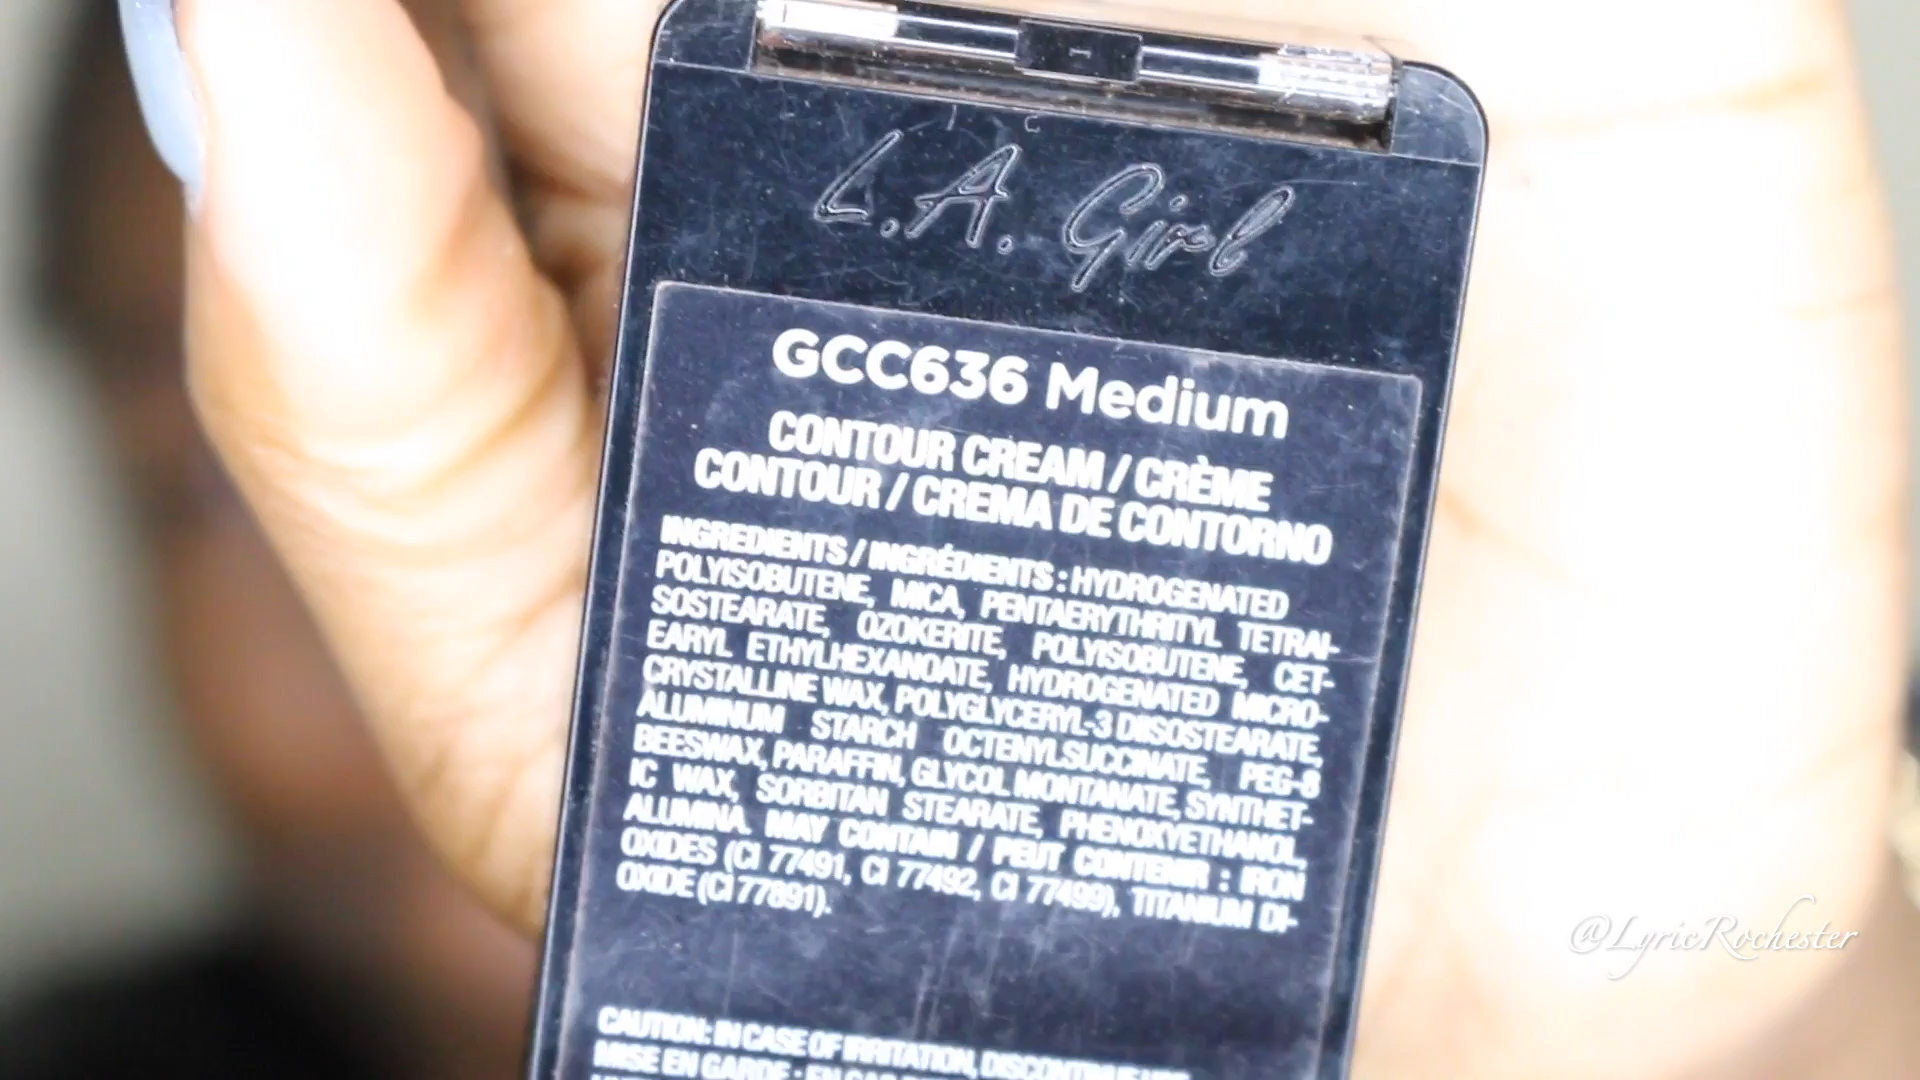 L.A. Girl
GCC636 Medium
CONTOUR CREAM / CRÈME
CONTOUR / CREMA DE CONTORNO
INGREDIENTS / INGRÉDIENTS : HYDROGENATED
POLYISOBUTENE, MICA, PENTAERYTHRITYL TETRAI-
SOSTEARATE, OZOKERITE, POLYISOBUTENE, CET-
EARYL ETHYLHEXANOATE, HYDROGENATED MICRO-
CRYSTALLINE WAX, POLYGLYCERYL-3 DIISOSTEARATE,
ALUMINUM STARCH OCTENYLSUCCINATE, PEG-8
BEESWAX, PARAFFIN, GLYCOL MONTANATE, SYNTHET-
IC WAX, SORBITAN STEARATE, PHENOXYETHANOL,
ALUMINA. MAY CONTAIN / PEUT CONTENIR : IRON
OXIDES (CI 77491, CI 77492, CI 77499), TITANIUM DI-
OXIDE (CI 77891).
CAUTION: IN CASE OF IRRITATION, DISCONTINUE USE.
MISE EN GARDE : EN CAS
@LyricRochester